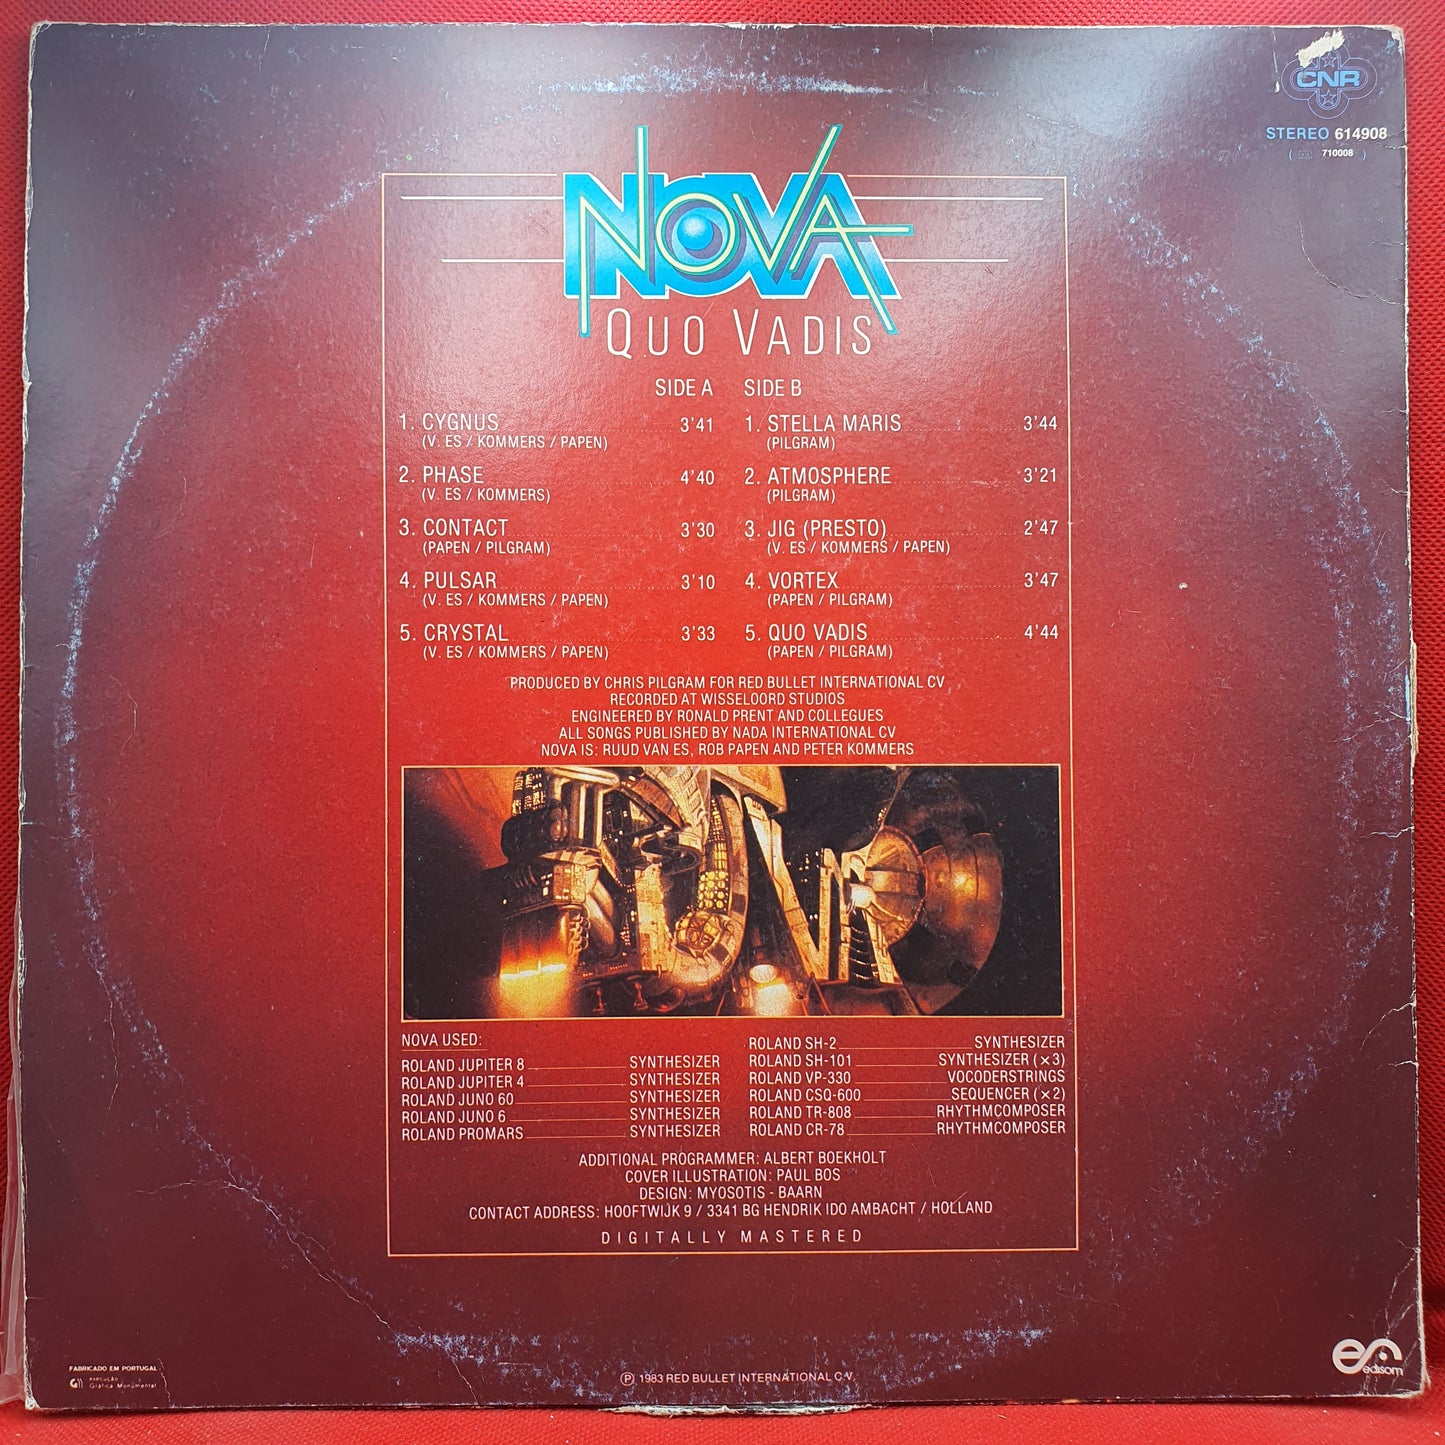 CNR
STEREO 614908
( 710008 )
NOVA
QUO VADIS
SIDE A
1. CYGNUS 3'41
(V. ES / KOMMERS / PAPEN)
2. PHASE 4'40
(V. ES / KOMMERS)
3. CONTACT 3'30
(PAPEN / PILGRAM)
4. PULSAR 3'10
(V. ES / KOMMERS / PAPEN)
5. CRYSTAL 3'33
(V. ES / KOMMERS / PAPEN)
SIDE B
1. STELLA MARIS 3'44
(PILGRAM)
2. ATMOSPHERE 3'21
(PILGRAM)
3. JIG (PRESTO) 2'47
(V. ES / KOMMERS / PAPEN)
4. VORTEX 3'47
(PAPEN / PILGRAM)
5. QUO VADIS 4'44
(PAPEN / PILGRAM)
PRODUCED BY CHRIS PILGRAM FOR RED BULLET INTERNATIONAL CV
RECORDED AT WISSELOORD STUDIOS
ENGINEERED BY RONALD PRENT AND COLLEGUES
ALL SONGS PUBLISHED BY NADA INTERNATIONAL CV
NOVA IS: RUUD VAN ES, ROB PAPEN AND PETER KOMMERS
NOVA USED:
ROLAND JUPITER 8 SYNTHESIZER
ROLAND JUPITER 4 SYNTHESIZER
ROLAND JUNO 60 SYNTHESIZER
ROLAND JUNO 6 SYNTHESIZER
ROLAND PROMARS SYNTHESIZER
ROLAND SH-2 SYNTHESIZER
ROLAND SH-101 SYNTHESIZER (×3)
ROLAND VP-330 VOCODERSTRINGS
ROLAND CSQ-600 SEQUENCER (×2)
ROLAND TR-808 RHYTHMCOMPOSER
ROLAND CR-78 RHYTHMCOMPOSER
ADDITIONAL PROGRAMMER: ALBERT BOEKHOLT
COVER ILLUSTRATION: PAUL BOS
DESIGN: MYOSOTIS - BAARN
CONTACT ADDRESS: HOOFTWIJK 9 / 3341 BG HENDRIK IDO AMBACHT / HOLLAND
DIGITALLY MASTERED
FABRICADO EM PORTUGAL
execução
Gráfica Monumental
℗ 1983 RED BULLET INTERNATIONAL C.V.
edisom